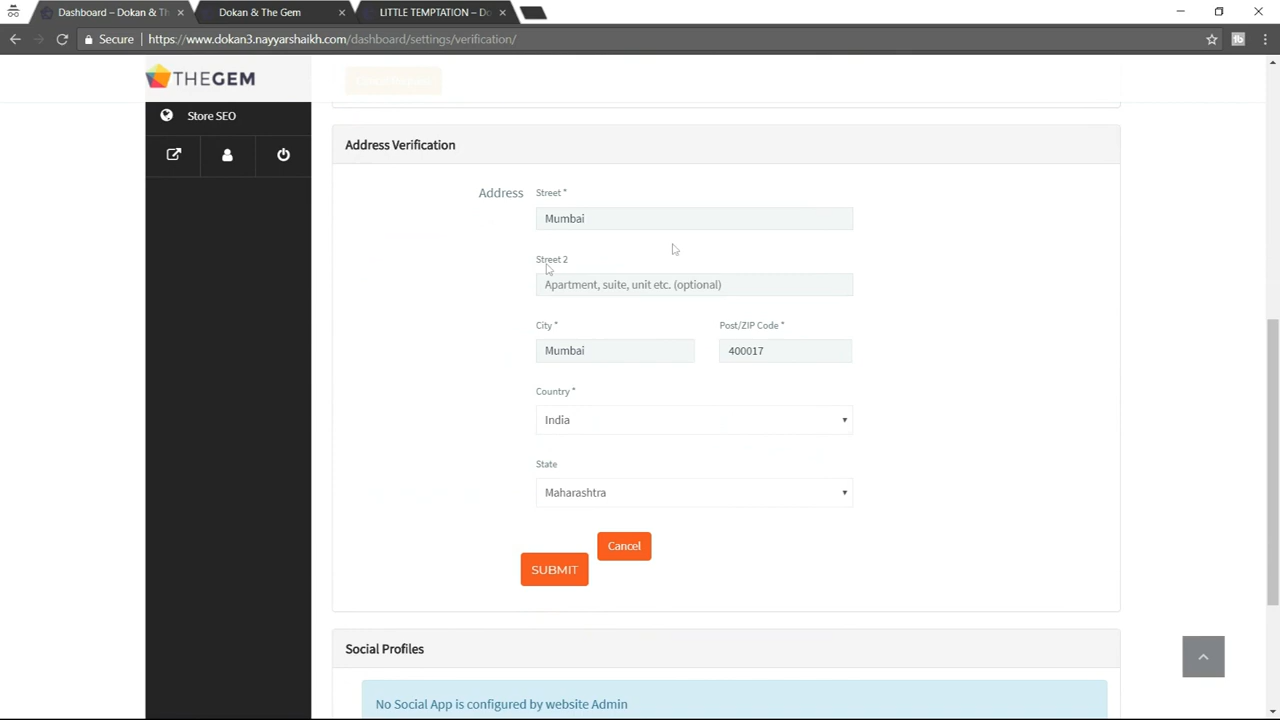 Dashboard – Dokan & Th
Dokan & The Gem
LITTLE TEMPTATION – Do
Secure
https://www.dokan3.nayyarshaikh.com/dashboard/settings/verification/
fb
THEGEM
Store SEO
Address Verification
Address
Street *
Mumbai
Street 2
Apartment, suite, unit etc. (optional)
City *
Post/ZIP Code *
Mumbai
400017
Country *
India
State
Maharashtra
Cancel
SUBMIT
Social Profiles
No Social App is configured by website Admin